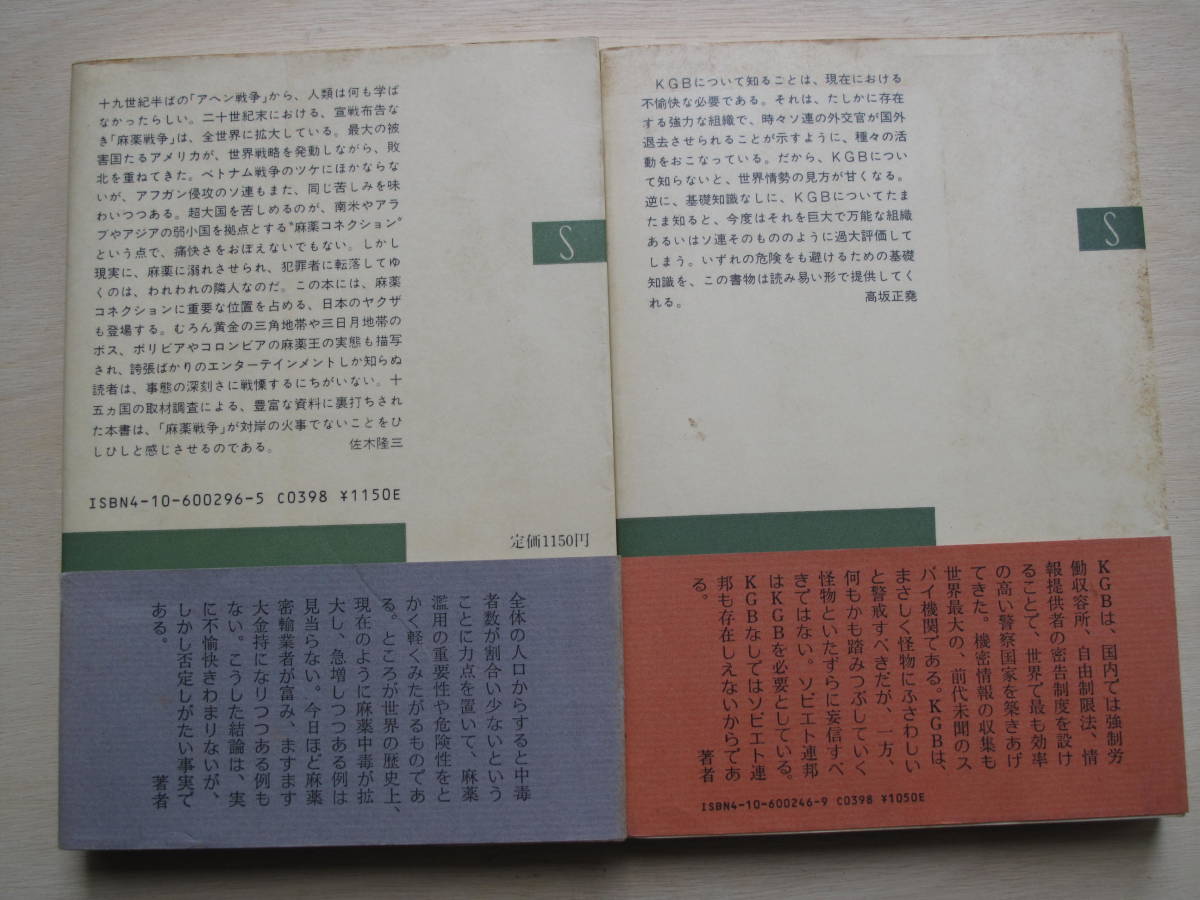 十九世紀半ばの「アヘン戦争」から、人類は何も学ば
なかったらしい。二十世紀末における、宣戦布告な
き「麻薬戦争」は、全世界に拡大している。最大の被
害国たるアメリカが、世界戦略を発動しながら、敗
北を重ねてきた。ベトナム戦争のツケにほかならな
いが、アフガン侵攻のソ連もまた、同じ苦しみを味
わいつつある。超大国を苦しめるのが、南米やアラ
ブやアジアの弱小国を拠点とする〝麻薬コネクション〟
という点で、痛快さをおぼえないでもない。しかし
現実に、麻薬に溺れさせられ、犯罪者に転落してゆ
くのは、われわれの隣人なのだ。この本には、麻薬
コネクションに重要な位置を占める、日本のヤクザ
も登場する。むろん黄金の三角地帯や三日月地帯の
ボス、ボリビアやコロンビアの麻薬王の実態も描写
され、誇張ばかりのエンターテインメントしか知らぬ
読者は、事態の深刻さに戦慄するにちがいない。十
五ヵ国の取材調査による、豊富な資料に裏打ちされ
た本書は、「麻薬戦争」が対岸の火事でないことをひ
しひしと感じさせるのである。 佐木隆三
ISBN4-10-600296-5 C0398 ¥1150E
定価1150円
S
全体の人口からすると中毒
者数が割合い少ないという
ことに力点を置いて、麻薬
濫用の重要性や危険性をと
かく軽くみたがるものであ
る。ところが世界の歴史上、
現在のように麻薬中毒が拡
大し、急増しつつある例は
見当らない。今日ほど麻薬
密輸業者が富み、ますます
大金持になりつつある例も
ない。こうした結論は、実
に不愉快きわまりないが、
しかし否定しがたい事実で
ある。 著者
KGBについて知ることは、現在における
不愉快な必要である。それは、たしかに存在
する強力な組織で、時々ソ連の外交官が国外
退去させられることが示すように、種々の活
動をおこなっている。だから、KGBについ
て知らないと、世界情勢の見方が甘くなる。
逆に、基礎知識なしに、KGBについてたま
たま知ると、今度はそれを巨大で万能な組織
あるいはソ連そのもののように過大評価して
しまう。いずれの危険をも避けるための基礎
知識を、この書物は読み易い形で提供してく
れる。 高坂正堯
S
KGBは、国内では強制労
働収容所、自由制限法、情
報提供者の密告制度を設け
ることで、世界で最も効率
の高い警察国家を築きあげ
てきた。機密情報の収集も
世界最大の、前代未聞のス
パイ機関である。KGBは、
まさしく怪物にふさわしい
と警戒すべきだが、一方、
何もかも踏みつぶしていく
怪物といたずらに妄信すべ
きではない。ソビエト連邦
はKGBを必要としている。
KGBなしではソビエト連
邦も存在しえないからであ
る。 著者
ISBN4-10-600246-9 C0398 ¥1050E